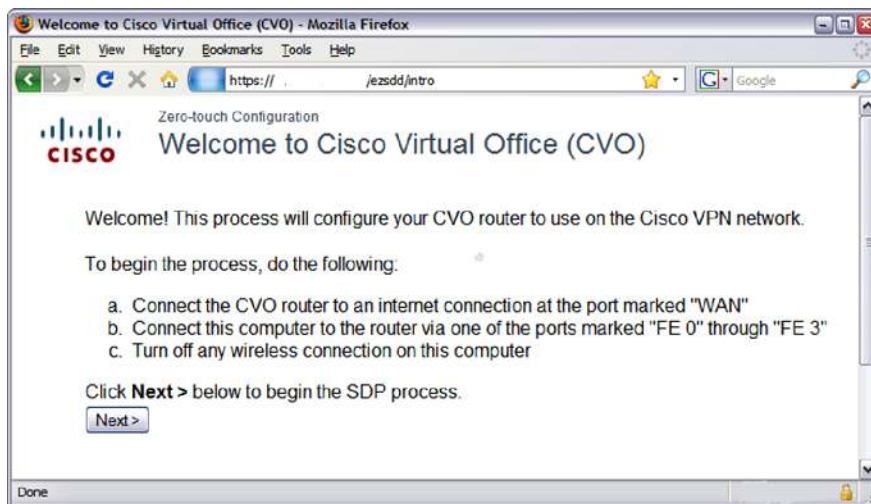 Welcome to Cisco Virtual Office (CVO) - Mozilla Firefox
File Edit View History Bookmarks Tools Help
https:// . /ezsdd/intro
G Google
Zero-touch Configuration
CISCO
Welcome to Cisco Virtual Office (CVO)
Welcome! This process will configure your CVO router to use on the Cisco VPN network.
To begin the process, do the following:
a. Connect the CVO router to an internet connection at the port marked "WAN"
b. Connect this computer to the router via one of the ports marked "FE 0" through "FE 3"
c. Turn off any wireless connection on this computer
Click Next > below to begin the SDP process.
Next >
Done